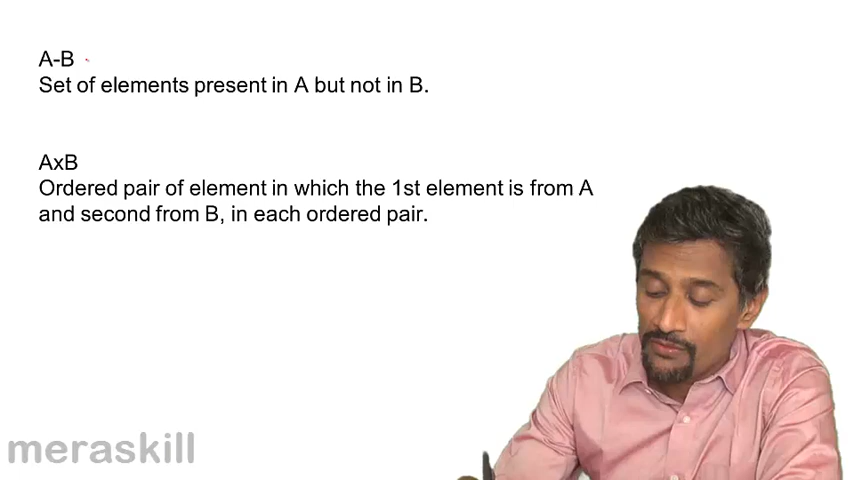 A-B
Set of elements present in A but not in B.
AxB
Ordered pair of element in which the 1st element is from A
and second from B, in each ordered pair.
meraskill